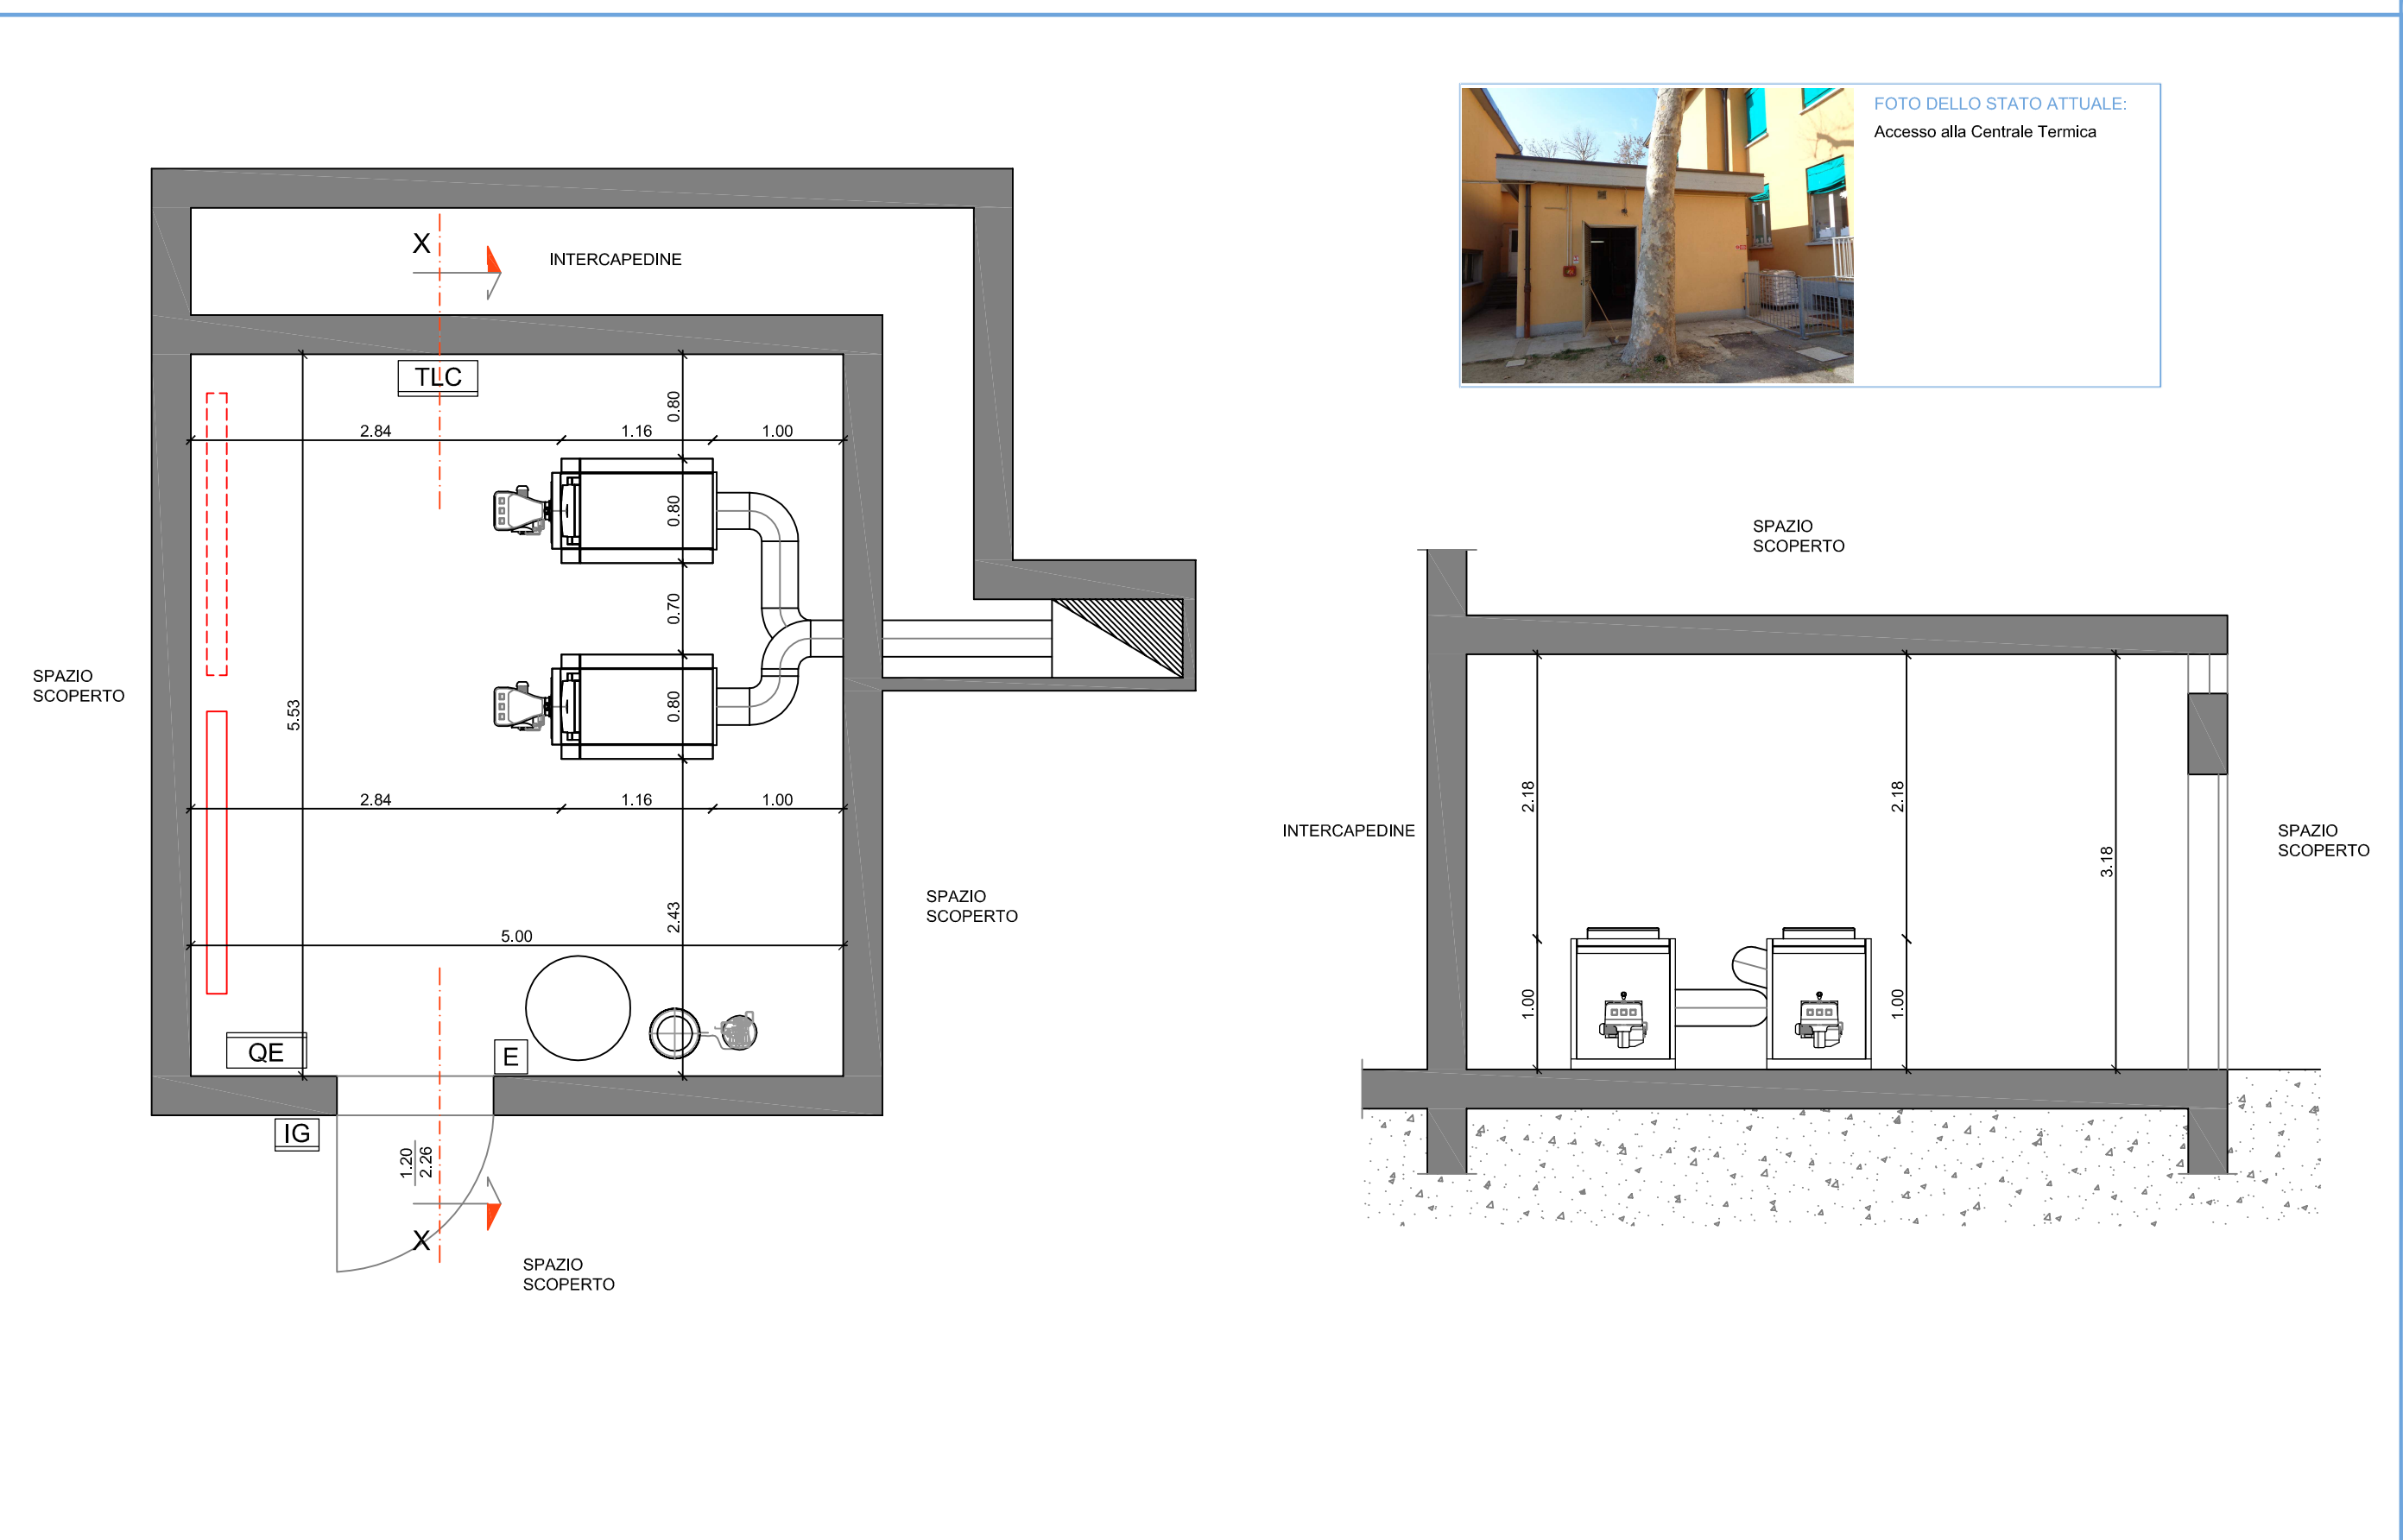 FOTO DELLO STATO ATTUALE:
Accesso alla Centrale Termica
X
INTERCAPEDINE
TLC
0.80
2.84
1.16
1.00
0.80
0.70
SPAZIO
SCOPERTO
5.53
0.80
2.84
1.16
1.00
2.43
5.00
SPAZIO
SCOPERTO
QE
E
IG
1.20
2.26
X
SPAZIO
SCOPERTO
SPAZIO
SCOPERTO
INTERCAPEDINE
2.18
2.18
3.18
SPAZIO
SCOPERTO
1.00
1.00